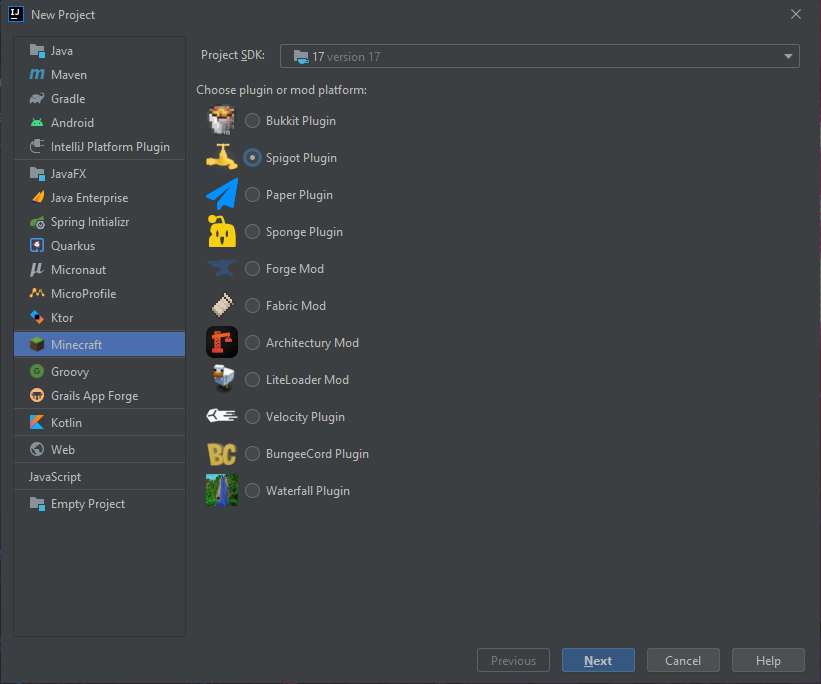 New Project
Java
Maven
Gradle
Android
IntelliJ Platform Plugin
JavaFX
Java Enterprise
Spring Initializr
Quarkus
Micronaut
MicroProfile
Ktor
Minecraft
Groovy
Grails App Forge
Kotlin
Web
JavaScript
Empty Project
Project SDK: 17 version 17
Choose plugin or mod platform:
Bukkit Plugin
Spigot Plugin
Paper Plugin
Sponge Plugin
Forge Mod
Fabric Mod
Architectury Mod
LiteLoader Mod
Velocity Plugin
BC BungeeCord Plugin
Waterfall Plugin
Previous Next Cancel Help